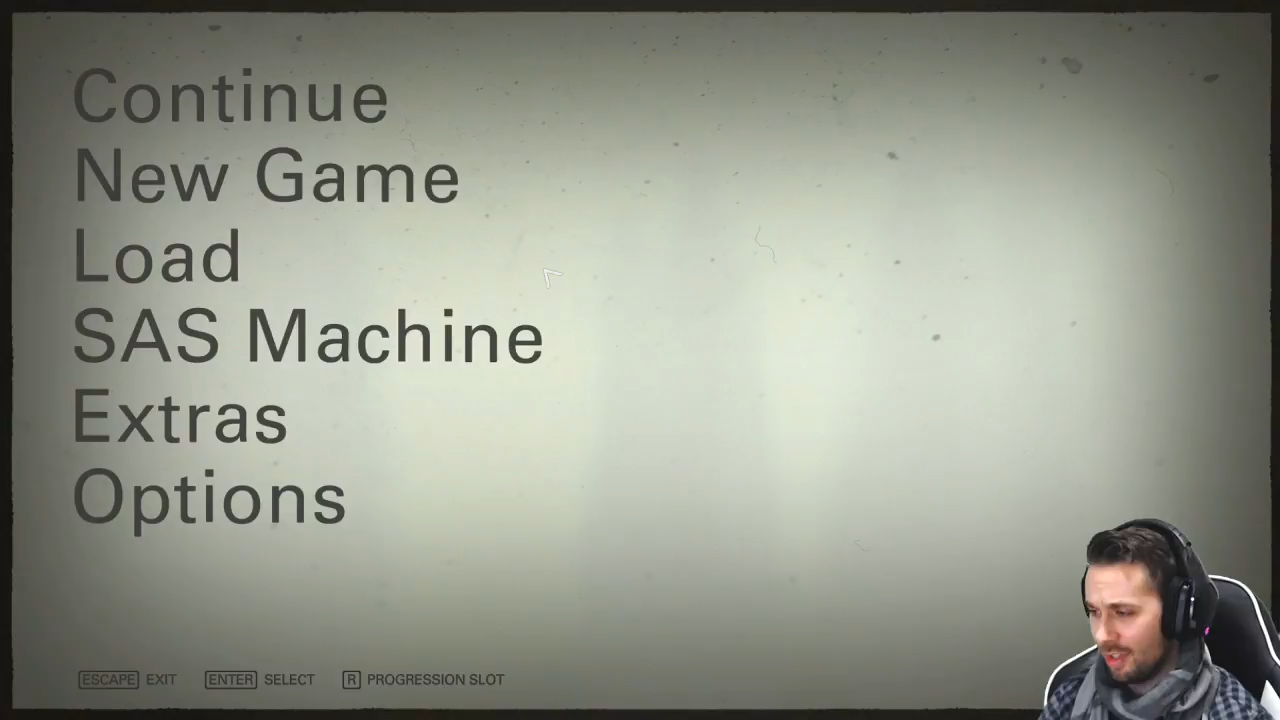 Continue
New Game
Load
SAS Machine
Extras
Options
ESCAPE EXIT ENTER SELECT R PROGRESSION SLOT